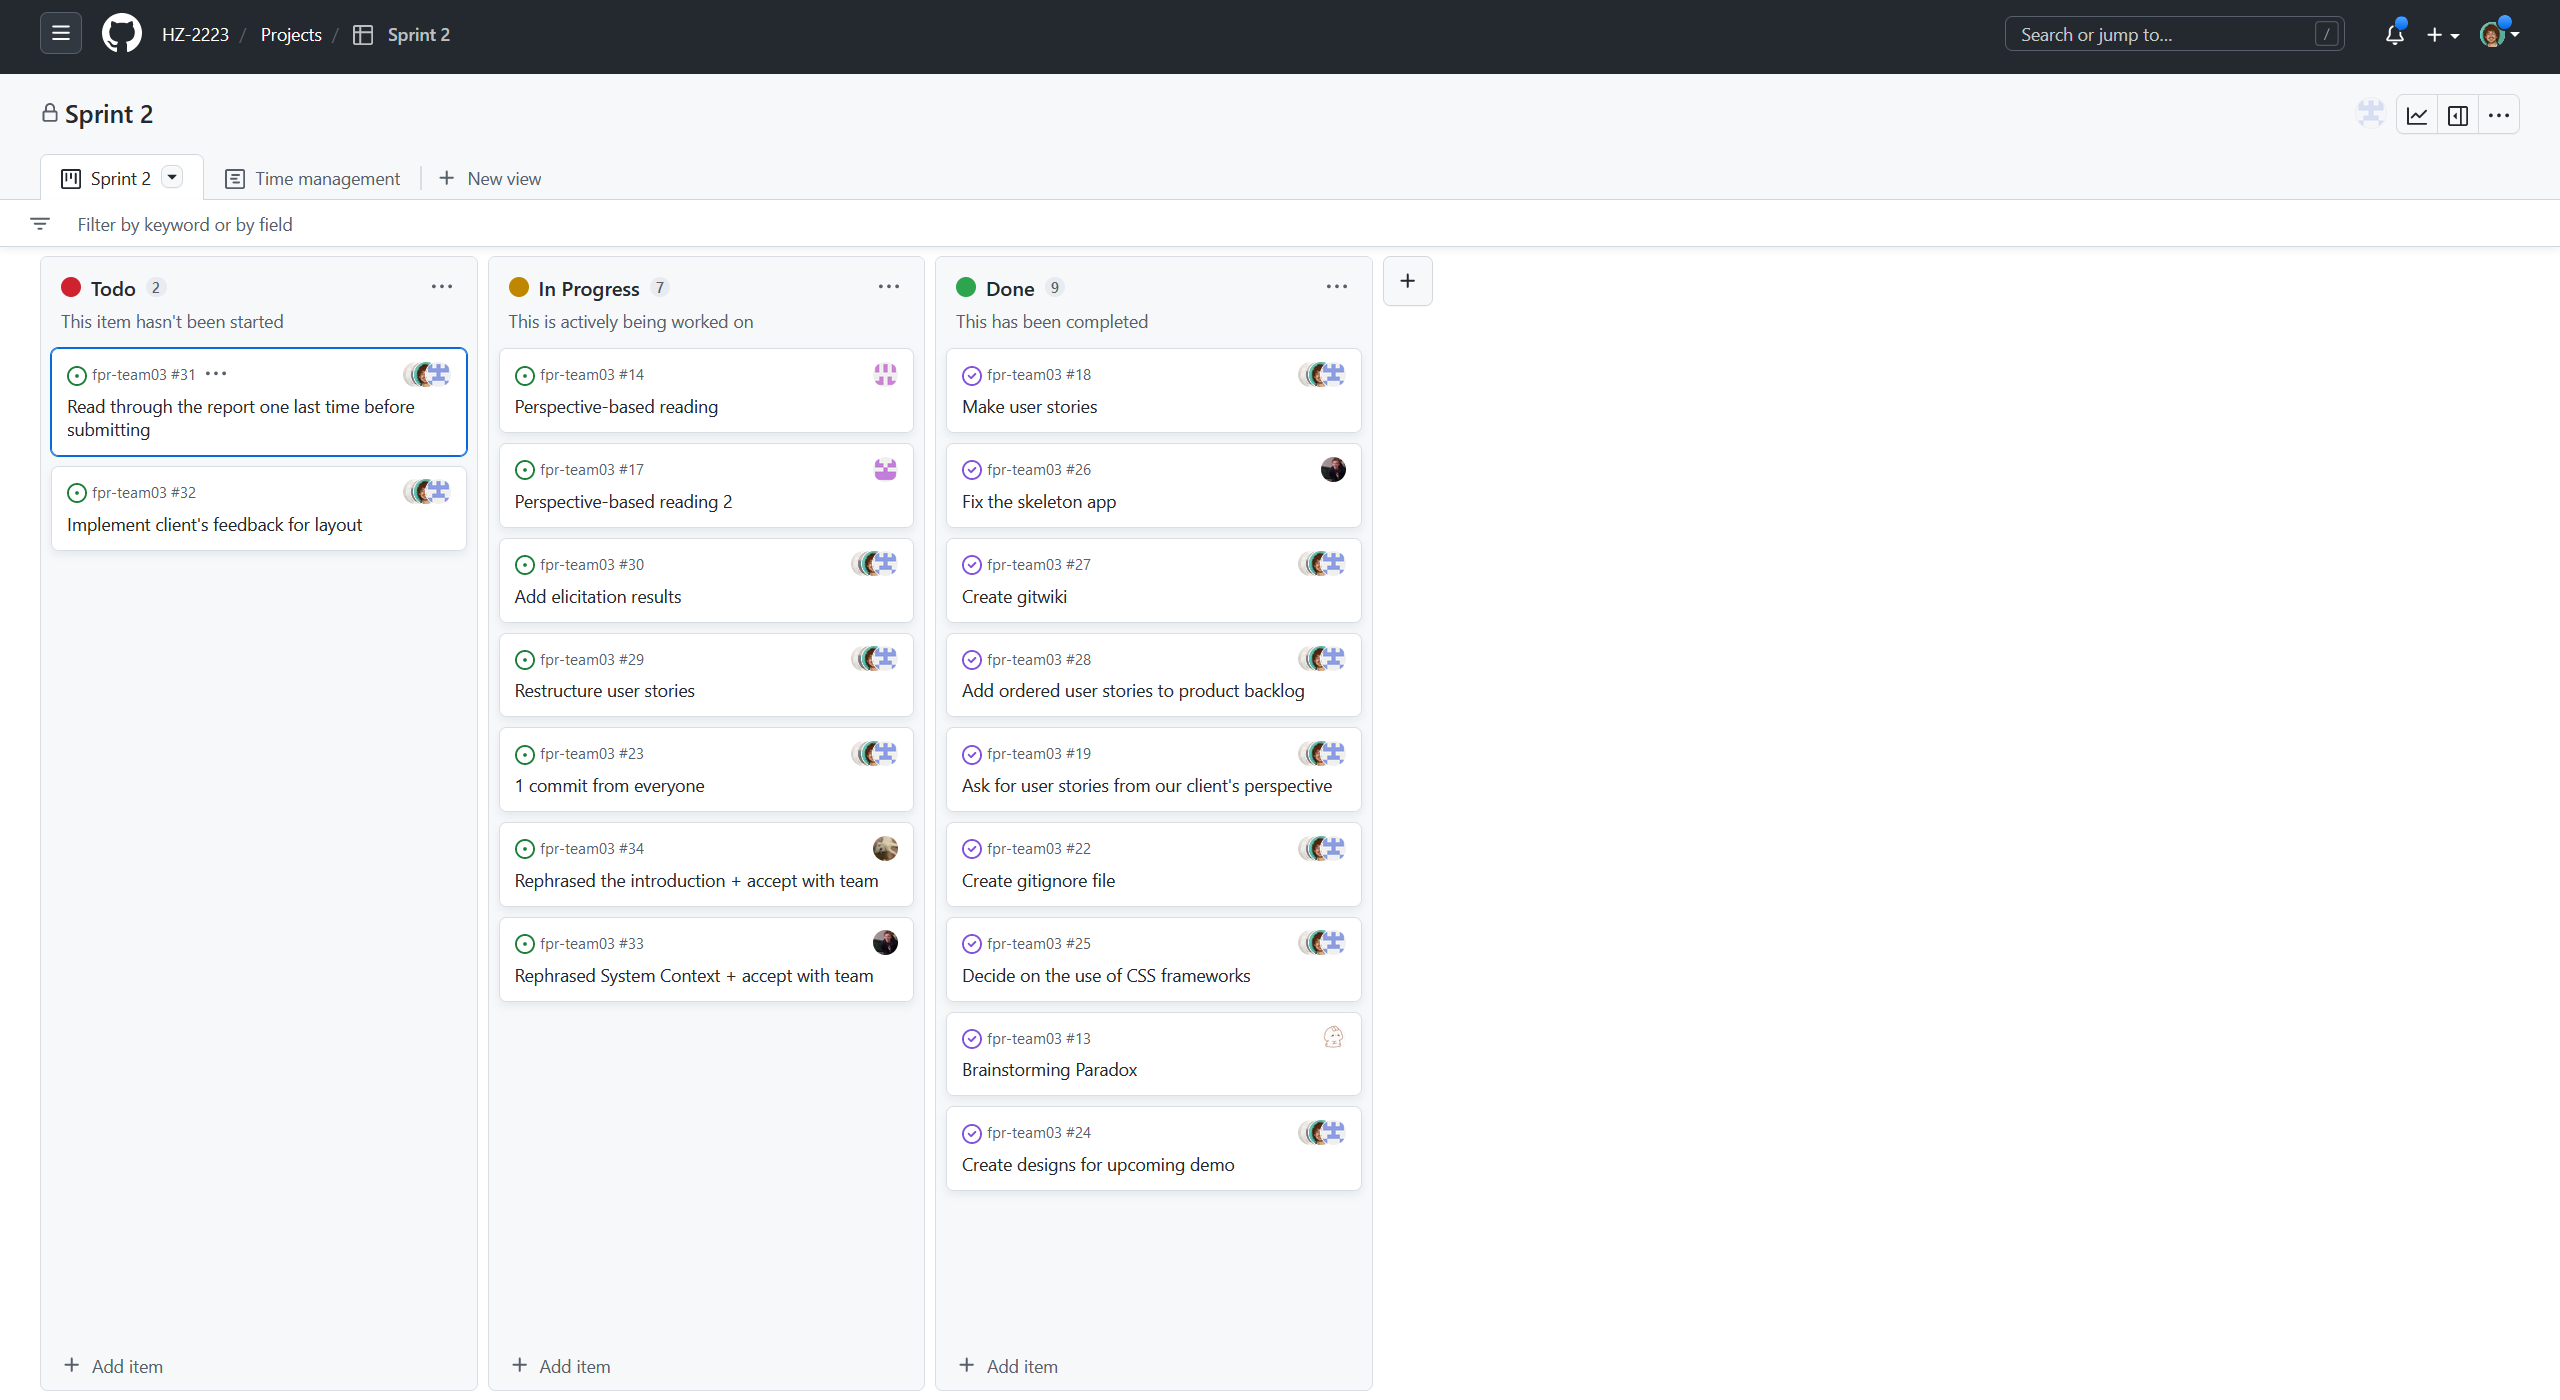 HZ-2223 / Projects / Sprint 2
Search or jump to... /
Sprint 2
Sprint 2
Time management
New view
Filter by keyword or by field
Todo 2
This item hasn't been started
fpr-team03 #31
Read through the report one last time before
submitting
fpr-team03 #32
Implement client's feedback for layout
Add item
In Progress 7
This is actively being worked on
fpr-team03 #14
Perspective-based reading
fpr-team03 #17
Perspective-based reading 2
fpr-team03 #30
Add elicitation results
fpr-team03 #29
Restructure user stories
fpr-team03 #23
1 commit from everyone
fpr-team03 #34
Rephrased the introduction + accept with team
fpr-team03 #33
Rephrased System Context + accept with team
Add item
Done 9
This has been completed
fpr-team03 #18
Make user stories
fpr-team03 #26
Fix the skeleton app
fpr-team03 #27
Create gitwiki
fpr-team03 #28
Add ordered user stories to product backlog
fpr-team03 #19
Ask for user stories from our client's perspective
fpr-team03 #22
Create gitignore file
fpr-team03 #25
Decide on the use of CSS frameworks
fpr-team03 #13
Brainstorming Paradox
fpr-team03 #24
Create designs for upcoming demo
Add item